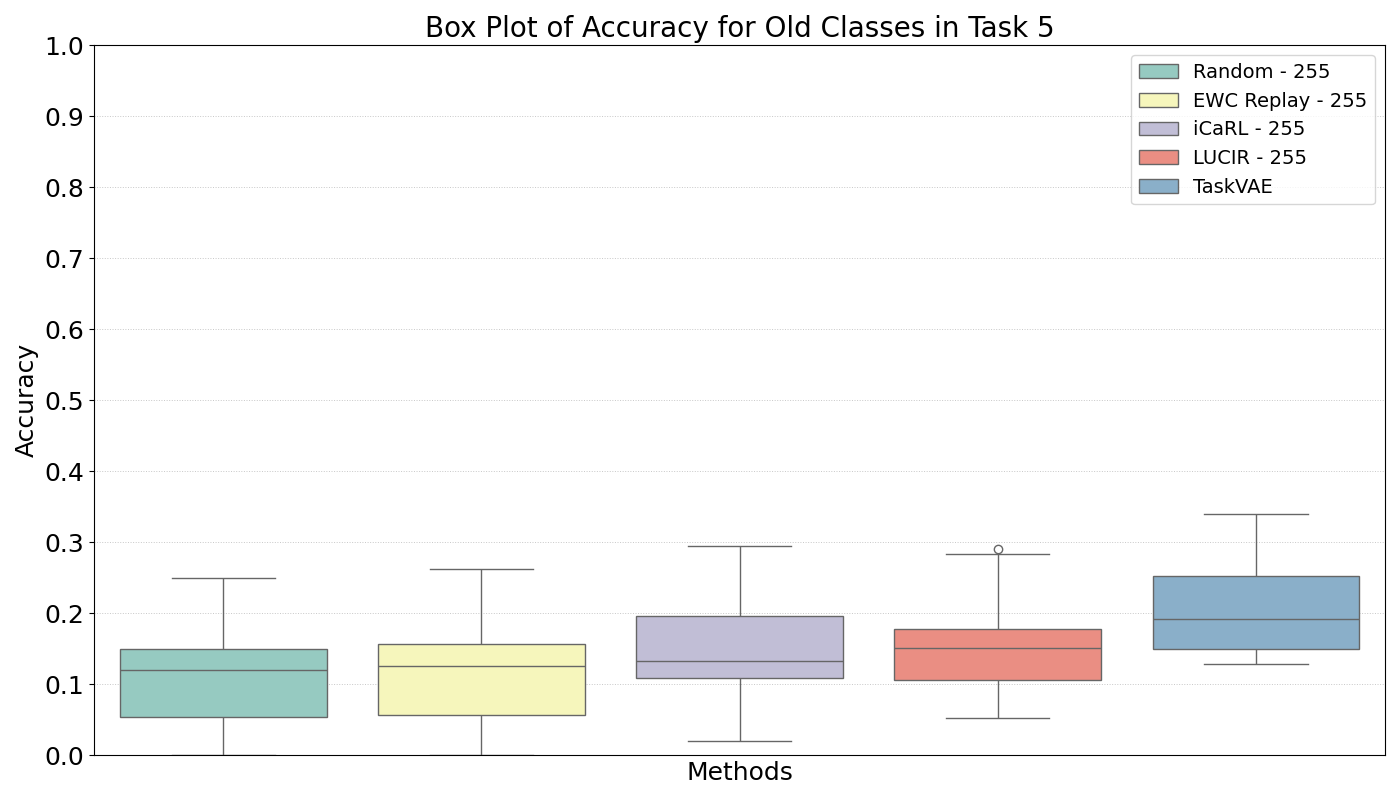 Box Plot of Accuracy for Old Classes in Task 5
1.0
0.9
0.8
0.7
0.6
0.5
0.4
0.3
0.2
0.1
0.0
Accuracy
Methods
Random - 255
EWC Replay - 255
iCaRL - 255
LUCIR - 255
TaskVAE